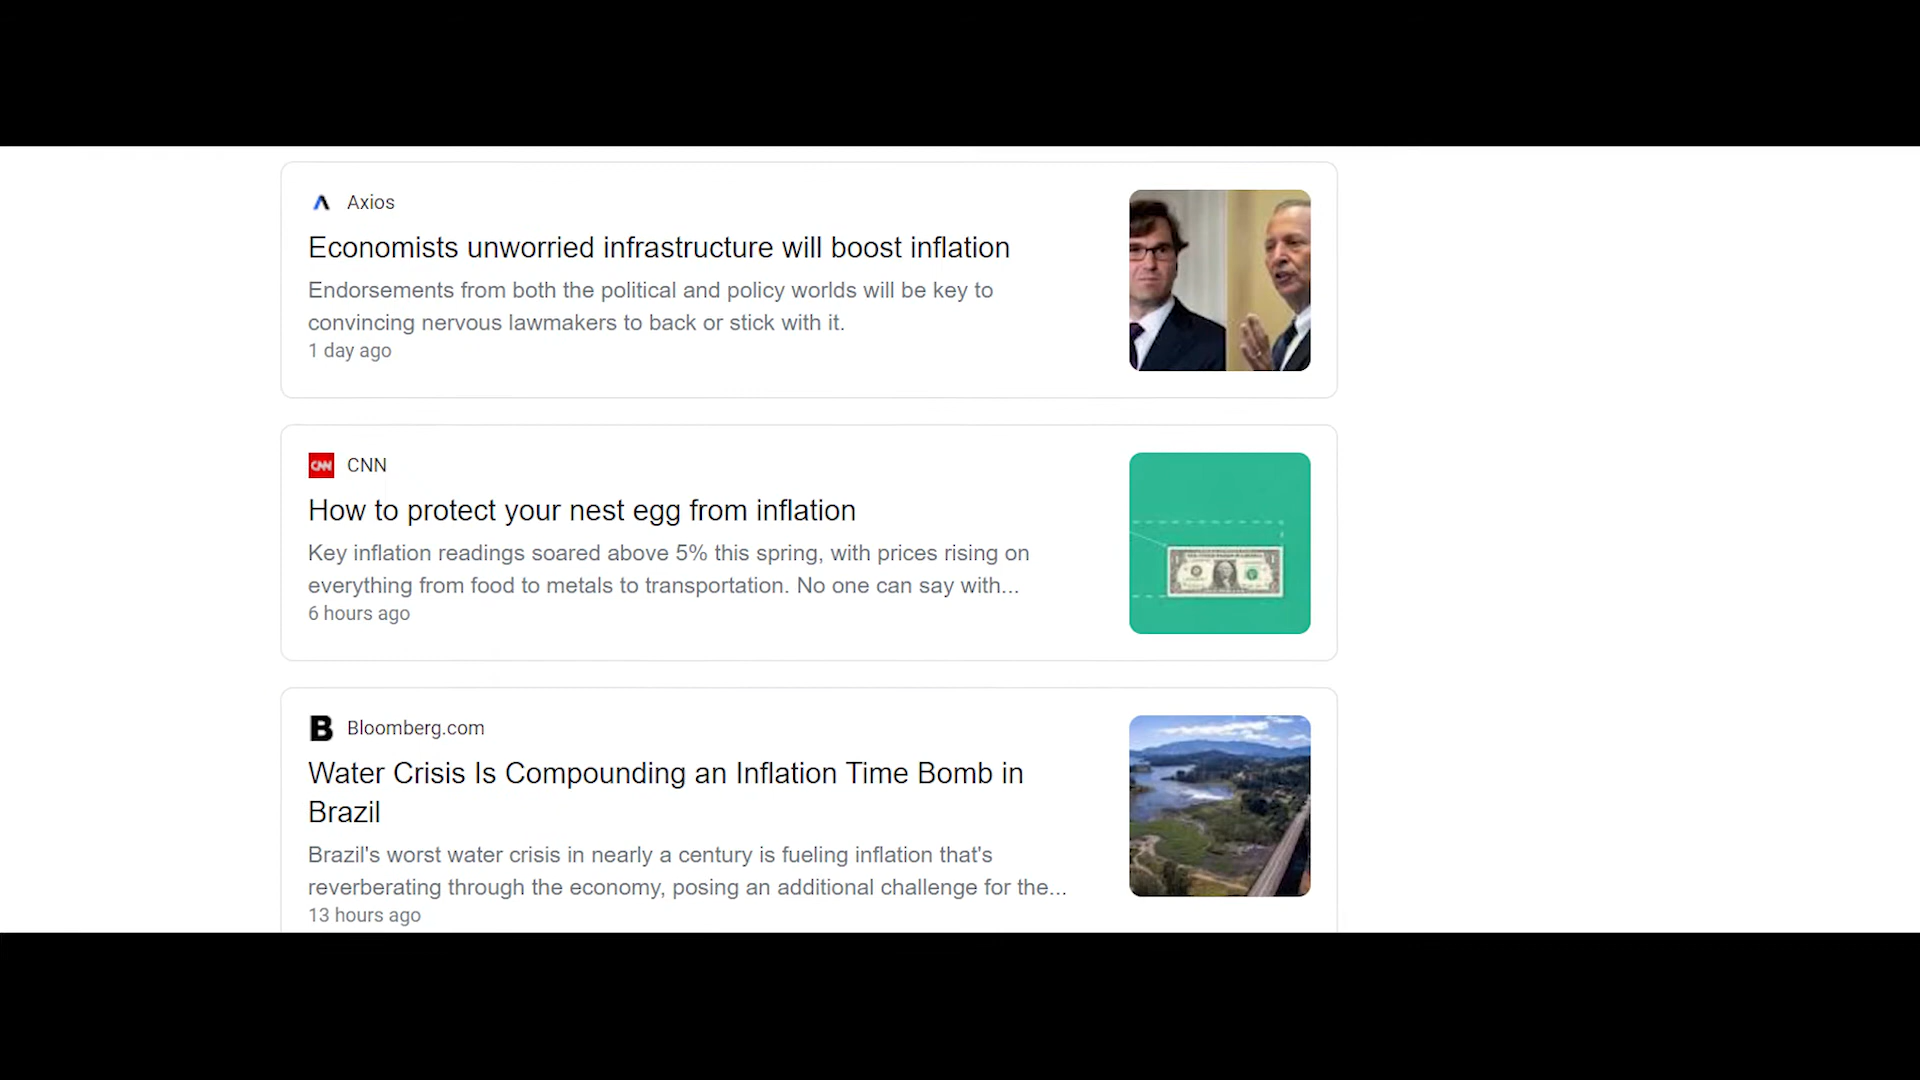 Axios
Economists unworried infrastructure will boost inflation
Endorsements from both the political and policy worlds will be key to
convincing nervous lawmakers to back or stick with it.
1 day ago
CNN
CNN
How to protect your nest egg from inflation
Key inflation readings soared above 5% this spring, with prices rising on
everything from food to metals to transportation. No one can say with...
6 hours ago
B
Bloomberg.com
Water Crisis Is Compounding an Inflation Time Bomb in
Brazil
Brazil's worst water crisis in nearly a century is fueling inflation that's
reverberating through the economy, posing an additional challenge for the...
13 hours ago